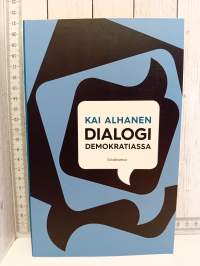 KAI ALHANEN
DIALOGI
DEMOKRATIASSA